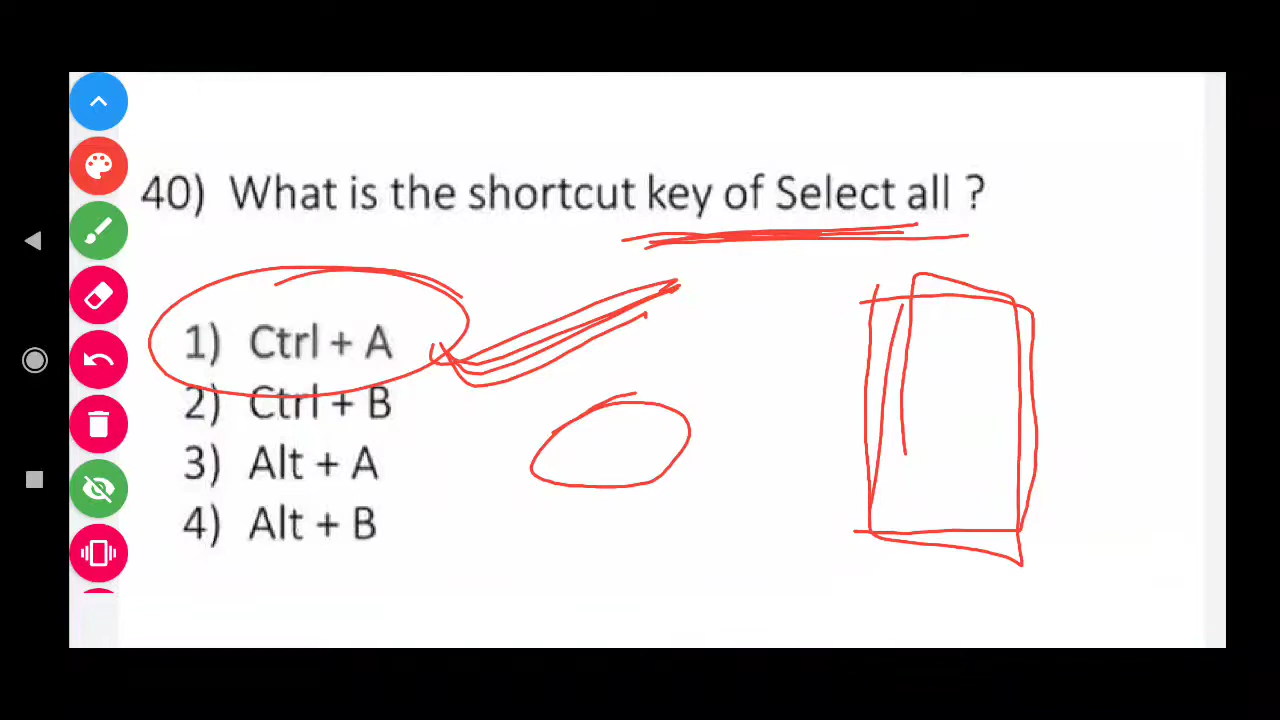 40) What is the shortcut key of Select all ?
1) Ctrl + A
2) Ctrl + B
3) Alt + A
4) Alt + B